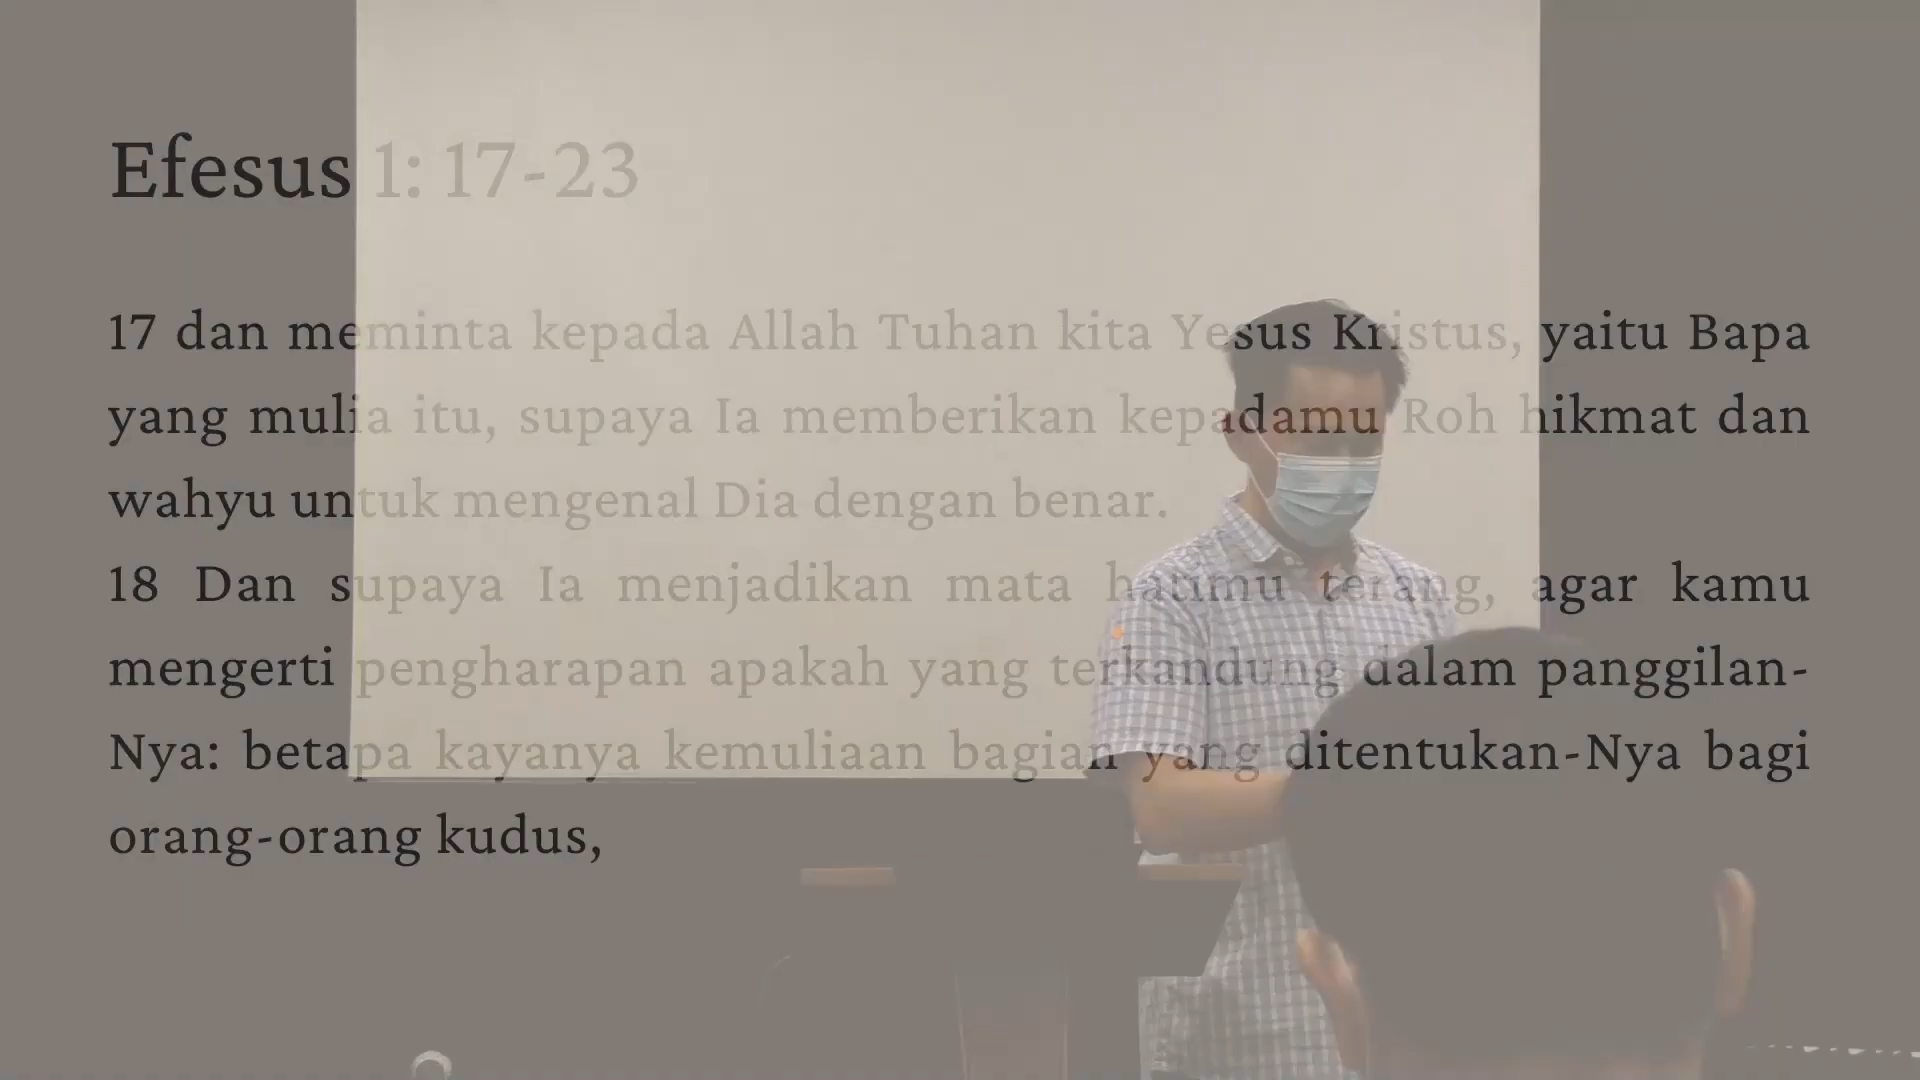 Efesus 1: 17-23
17 dan meminta kepada Allah Tuhan kita Yesus Kristus, yaitu Bapa
yang mulia itu, supaya Ia memberikan kepadamu Roh hikmat dan
wahyu untuk mengenal Dia dengan benar.
18 Dan supaya Ia menjadikan mata hatimu terang, agar kamu
mengerti pengharapan apakah yang terkandung dalam panggilan-
Nya: betapa kayanya kemuliaan bagian yang ditentukan-Nya bagi
orang-orang kudus,